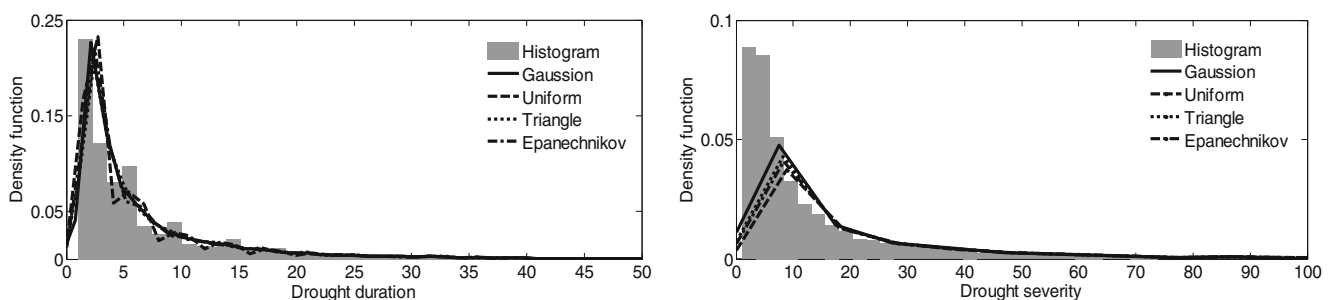 0.25
0.15
0.05
0
Density function
0 5 10 15 20 25 30 35 40 45 50
Drought duration
Histogram
Gaussion
Uniform
Triangle
Epanechnikov
0.1
0.05
0
Density function
0 10 20 30 40 50 60 70 80 90 100
Drought severity
Histogram
Gaussion
Uniform
Triangle
Epanechnikov